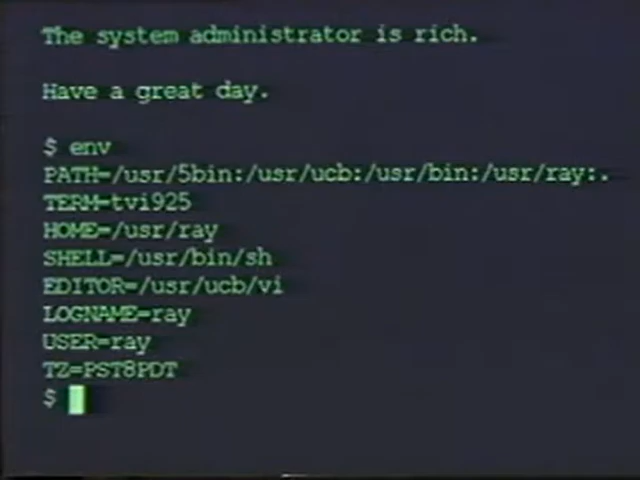 The system administrator is rich.
Have a great day.
$ env
PATH=/usr/5bin:/usr/ucb:/usr/bin:/usr/ray:.
TERM=tvi925
HOME=/usr/ray
SHELL=/usr/bin/sh
EDITOR=/usr/ucb/vi
LOGNAME=ray
USER=ray
TZ=PST8PDT
$